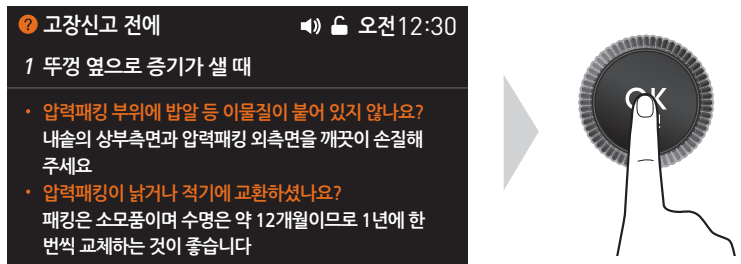 ? 고장신고 전에 오전12:30
1 뚜껑 옆으로 증기가 샐 때
• 압력패킹 부위에 밥알 등 이물질이 붙어 있지 않나요?
내솥의 상부측면과 압력패킹 외측면을 깨끗이 손질해
주세요
• 압력패킹이 낡거나 적기에 교환하셨나요?
패킹은 소모품이며 수명은 약 12개월이므로 1년에 한
번씩 교체하는 것이 좋습니다
OK